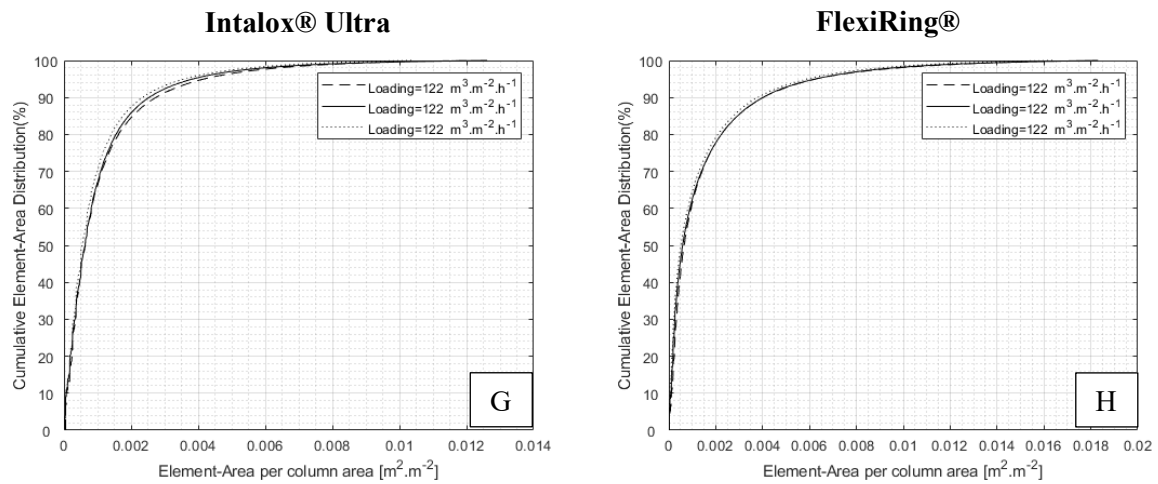 Intalox® Ultra
100
90
80
70
60
50
40
30
20
10
0
Cumulative Element-Area Distribution(%)
Loading=122 m³.m⁻².h⁻¹
Loading=122 m³.m⁻².h⁻¹
Loading=122 m³.m⁻².h⁻¹
G
0 0.002 0.004 0.006 0.008 0.01 0.012 0.014
Element-Area per column area [m².m⁻²]
FlexiRing®
100
90
80
70
60
50
40
30
20
10
0
Cumulative Element-Area Distribution(%)
Loading=122 m³.m⁻².h⁻¹
Loading=122 m³.m⁻².h⁻¹
Loading=122 m³.m⁻².h⁻¹
H
0 0.002 0.004 0.006 0.008 0.01 0.012 0.014 0.016 0.018 0.02
Element-Area per column area [m².m⁻²]